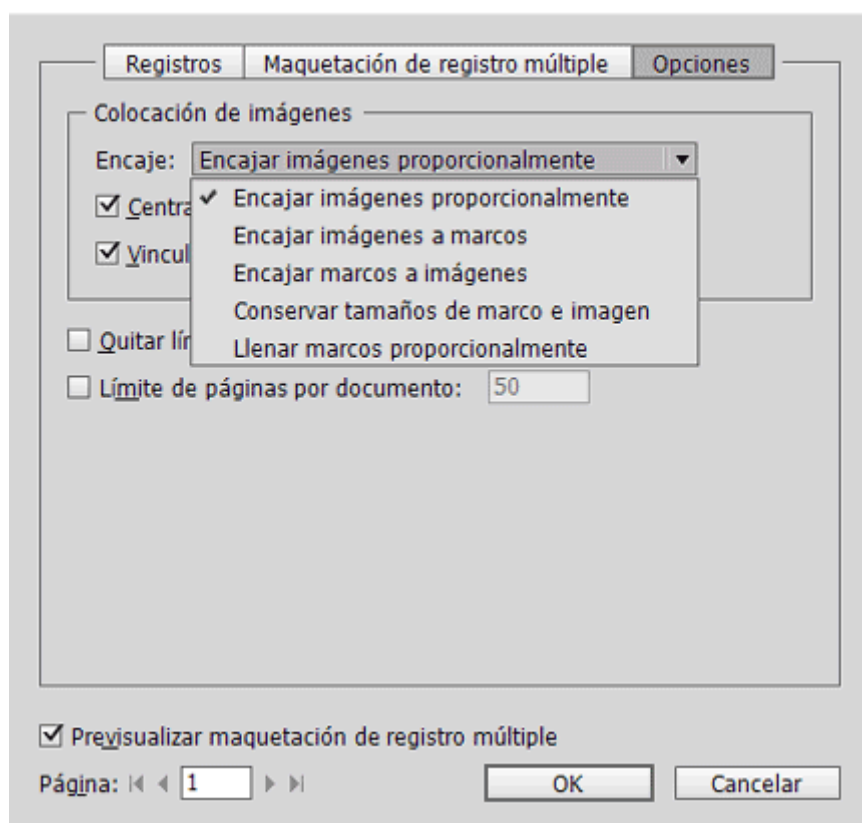 Registros Maquetación de registro múltiple Opciones
Colocación de imágenes
Encaje: Encajar imágenes proporcionalmente
Encajar imágenes proporcionalmente
Encajar imágenes a marcos
Encajar marcos a imágenes
Conservar tamaños de marco e imagen
Quitar
Llenar marcos proporcionalmente
Límite de páginas por documento: 50
Previsualizar maquetación de registro múltiple
Página: 1 OK Cancelar